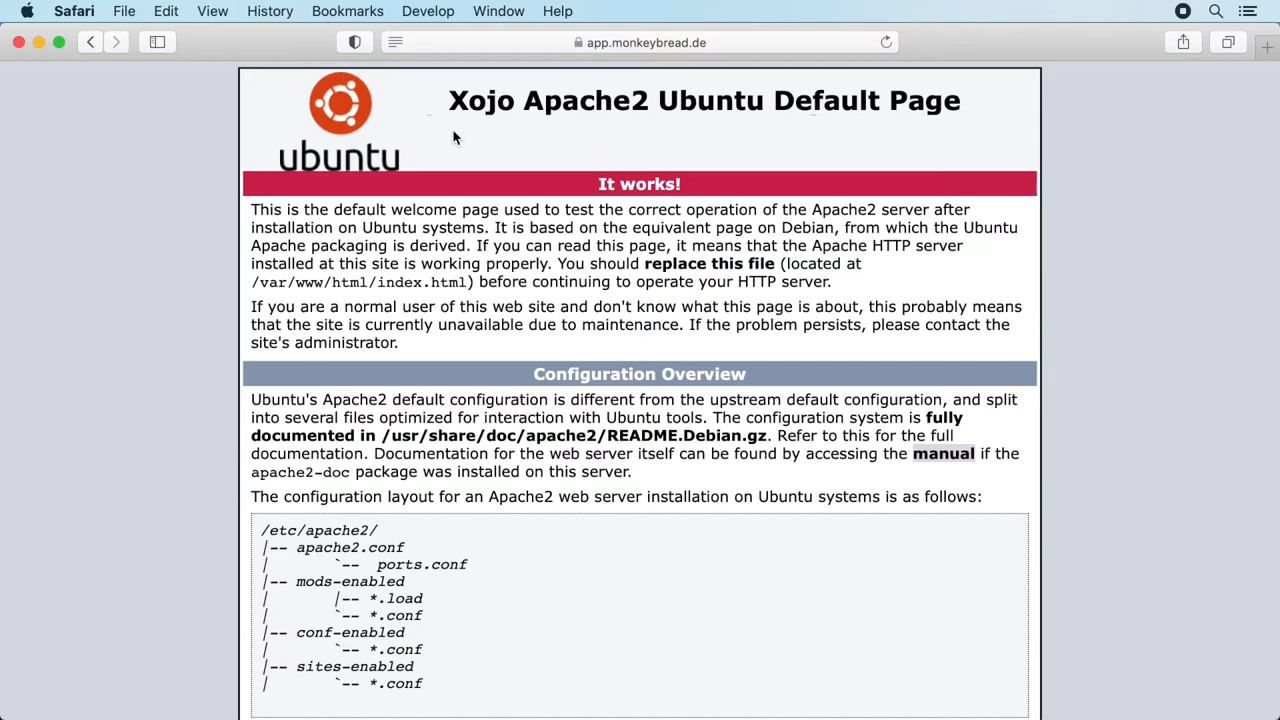 Safari File Edit View History Bookmarks Develop Window Help
app.monkeybread.de
ubuntu
Xojo Apache2 Ubuntu Default Page
It works!
This is the default welcome page used to test the correct operation of the Apache2 server after
installation on Ubuntu systems. It is based on the equivalent page on Debian, from which the Ubuntu
Apache packaging is derived. If you can read this page, it means that the Apache HTTP server
installed at this site is working properly. You should replace this file (located at
/var/www/html/index.html) before continuing to operate your HTTP server.
If you are a normal user of this web site and don't know what this page is about, this probably means
that the site is currently unavailable due to maintenance. If the problem persists, please contact the
site's administrator.
Configuration Overview
Ubuntu's Apache2 default configuration is different from the upstream default configuration, and split
into several files optimized for interaction with Ubuntu tools. The configuration system is fully
documented in /usr/share/doc/apache2/README.Debian.gz. Refer to this for the full
documentation. Documentation for the web server itself can be found by accessing the manual if the
apache2-doc package was installed on this server.
The configuration layout for an Apache2 web server installation on Ubuntu systems is as follows:
/etc/apache2/
|-- apache2.conf
|       `--  ports.conf
|-- mods-enabled
|       |-- *.load
|       `-- *.conf
|-- conf-enabled
|       `-- *.conf
|-- sites-enabled
|       `-- *.conf